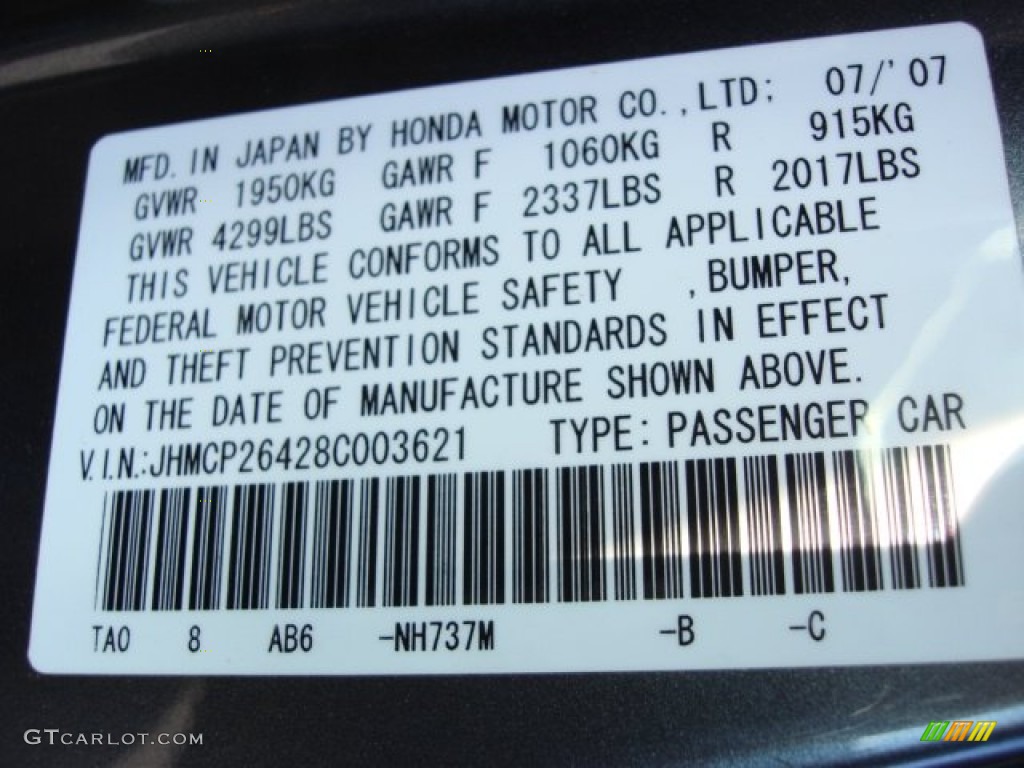 MFD. IN JAPAN BY HONDA MOTOR CO., LTD; 07/'07
GVWR 1950KG GAWR F 1060KG R 915KG
GVWR 4299LBS GAWR F 2337LBS R 2017LBS
THIS VEHICLE CONFORMS TO ALL APPLICABLE
FEDERAL MOTOR VEHICLE SAFETY , BUMPER,
AND THEFT PREVENTION STANDARDS IN EFFECT
ON THE DATE OF MANUFACTURE SHOWN ABOVE.
V.I.N.:JHMCP26428C003621 TYPE: PASSENGER CAR
TA0 8 AB6 -NH737M -B -C
GTCARLOT.COM